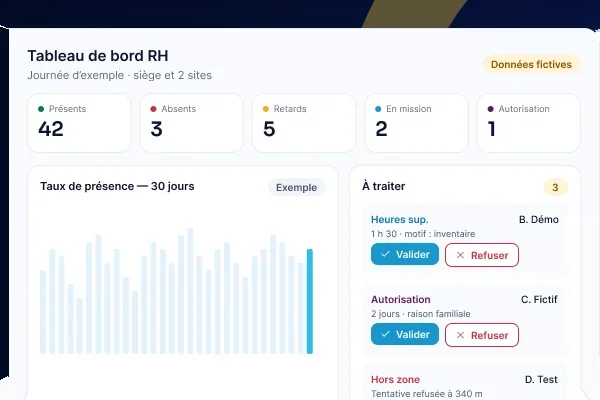 Tableau de bord RH
Journée d’exemple · siège et 2 sites
Données fictives
Présents
42
Absents
3
Retards
5
En mission
2
Autorisation
1
Taux de présence — 30 jours
Exemple
À traiter
3
Heures sup.
B. Démo
1 h 30 · motif : inventaire
Valider
Refuser
Autorisation
C. Fictif
2 jours · raison familiale
Valider
Refuser
Hors zone
D. Test
Tentative refusée à 340 m